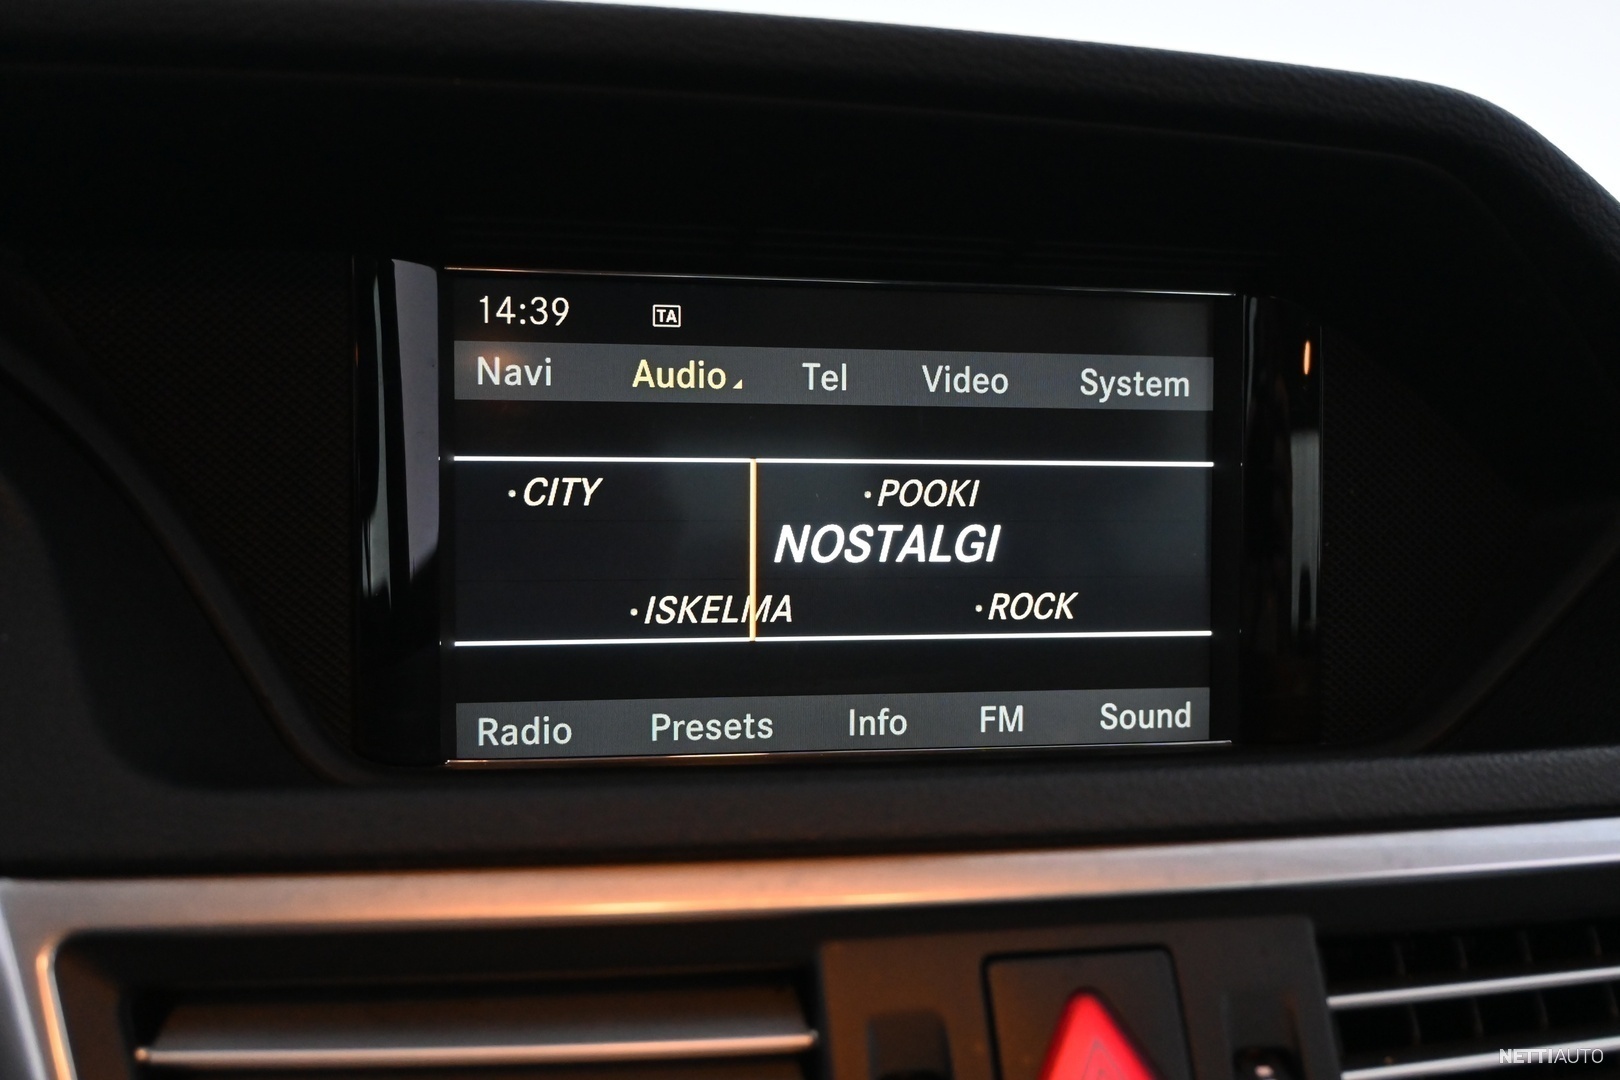 14:39 TA
Navi Audio Tel Video System
·CITY ·POOKI
NOSTALGI
·ISKELMA ·ROCK
Radio Presets Info FM Sound
NETTIAUTO